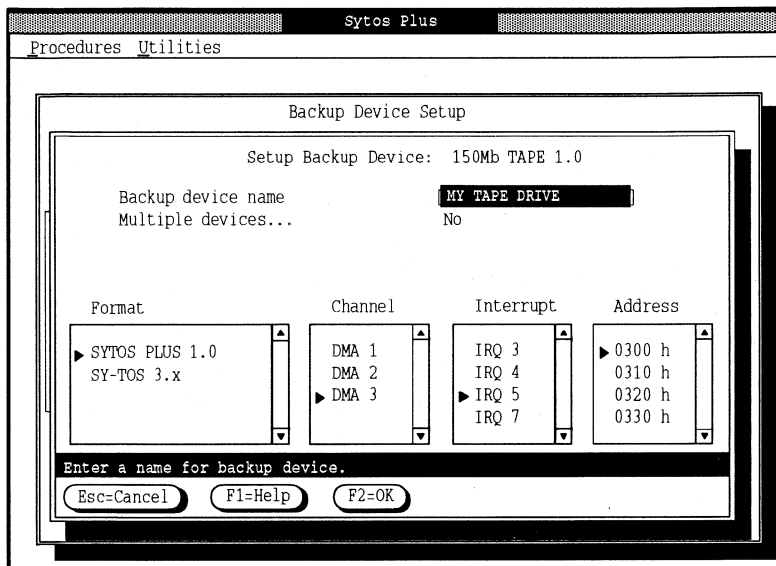 Sytos Plus
Procedures Utilities
Backup Device Setup
Setup Backup Device: 150Mb TAPE 1.0
Backup device name MY TAPE DRIVE
Multiple devices... No
Format Channel Interrupt Address
SYTOS PLUS 1.0 DMA 1 IRQ 3 0300 h
SY-TOS 3.x DMA 2 IRQ 4 0310 h
DMA 3 IRQ 5 0320 h
IRQ 7 0330 h
Enter a name for backup device.
Esc=Cancel F1=Help F2=OK